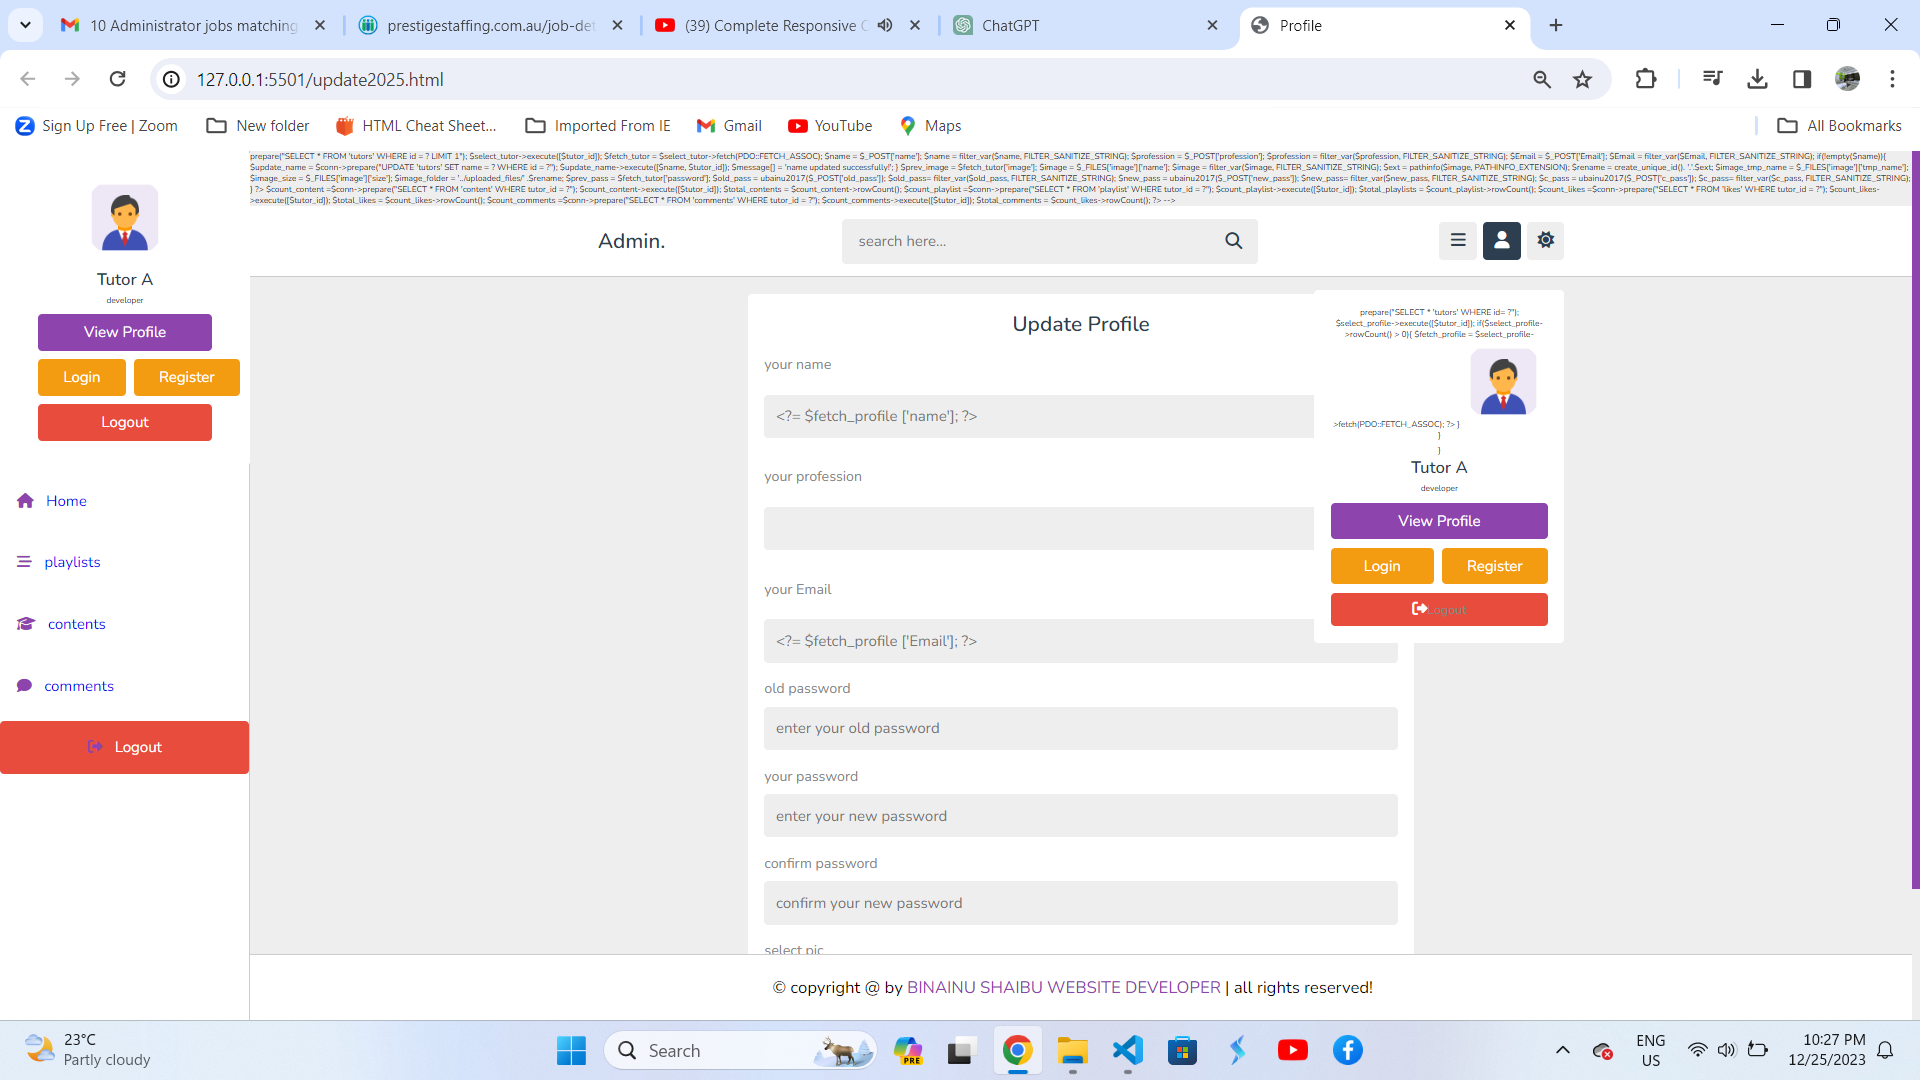 10 Administrator jobs matching
prestigestaffing.com.au/job-det
(39) Complete Responsive C
ChatGPT
Profile
127.0.0.1:5501/update2025.html
Sign Up Free | Zoom
New folder
HTML Cheat Sheet...
Imported From IE
Gmail
YouTube
Maps
All Bookmarks
prepare("SELECT * FROM 'tutors' WHERE id = ? LIMIT 1"); $select_tutor->execute([$tutor_id]); $fetch_tutor = $select_tutor->fetch(PDO::FETCH_ASSOC); $name = $_POST['name']; $name = filter_var($name, FILTER_SANITIZE_STRING); $profession = $_POST['profession']; $profession = filter_var($profession, FILTER_SANITIZE_STRING); $Email = $_POST['Email']; $Email = filter_var($Email, FILTER_SANITIZE_STRING); if(!empty($name)){
$update_name = $conn->prepare("UPDATE 'tutors' SET name = ? WHERE id = ?"); $update_name->execute([$name, $tutor_id]); $message[] = 'name updated successfully!'; } $prev_image = $fetch_tutor['image']; $image = $_FILES['image']['name']; $image = filter_var($image, FILTER_SANITIZE_STRING); $ext = pathinfo($image, PATHINFO_EXTENSION); $rename = create_unique_id(). '.'.$ext; $image_tmp_name = $_FILES['image']['tmp_name'];
$image_size = $_FILES['image']['size']; $image_folder = '../uploaded_files/' .$rename; $prev_pass = $fetch_tutor['password']; $old_pass = ubainu2017($_POST['old_pass']); $old_pass= filter_var($old_pass, FILTER_SANITIZE_STRING); $new_pass = ubainu2017($_POST['new_pass']); $new_pass= filter_var($new_pass, FILTER_SANITIZE_STRING); $c_pass = ubainu2017($_POST['c_pass']); $c_pass= filter_var($c_pass, FILTER_SANITIZE_STRING);
} ?> $count_content =$conn->prepare("SELECT * FROM 'content' WHERE tutor_id = ?"); $count_content->execute([$tutor_id]); $total_contents = $count_content->rowCount(); $count_playlist =$conn->prepare("SELECT * FROM 'playlist' WHERE tutor_id = ?"); $count_playlist->execute([$tutor_id]); $total_playlists = $count_playlist->rowCount(); $count_likes =$conn->prepare("SELECT * FROM 'likes' WHERE tutor_id = ?"); $count_likes-
>execute([$tutor_id]); $total_likes = $count_likes->rowCount(); $count_comments =$conn->prepare("SELECT * FROM 'comments' WHERE tutor_id = ?"); $count_comments->execute([$tutor_id]); $total_comments = $count_likes->rowCount(); ?> -->
Admin.
search here...
Tutor A
developer
View Profile
Login
Register
Logout
Home
playlists
contents
comments
Logout
Update Profile
your name
<?= $fetch_profile ['name']; ?>
your profession
your Email
<?= $fetch_profile ['Email']; ?>
old password
enter your old password
your password
enter your new password
confirm password
confirm your new password
select pic
prepare("SELECT * 'tutors' WHERE id= ?");
$select_profile->execute([$tutor_id]); if($select_profile-
>rowCount() > 0){ $fetch_profile = $select_profile-
>fetch(PDO::FETCH_ASSOC); ?> }
}
}
Tutor A
developer
View Profile
Login
Register
Logout
© copyright @ by BINAINU SHAIBU WEBSITE DEVELOPER | all rights reserved!
23°C
Partly cloudy
Search
PRE
ENG
US
10:27 PM
12/25/2023